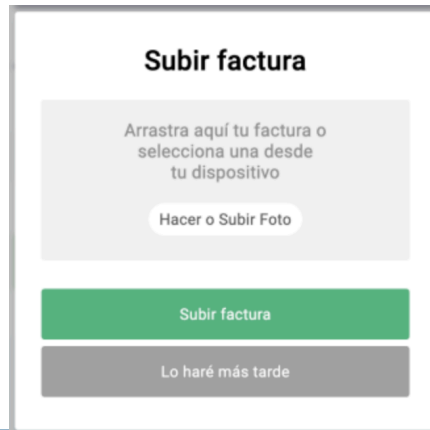 Subir factura
Arrastra aquí tu factura o
selecciona una desde
tu dispositivo
Hacer o Subir Foto
Subir factura
Lo haré más tarde